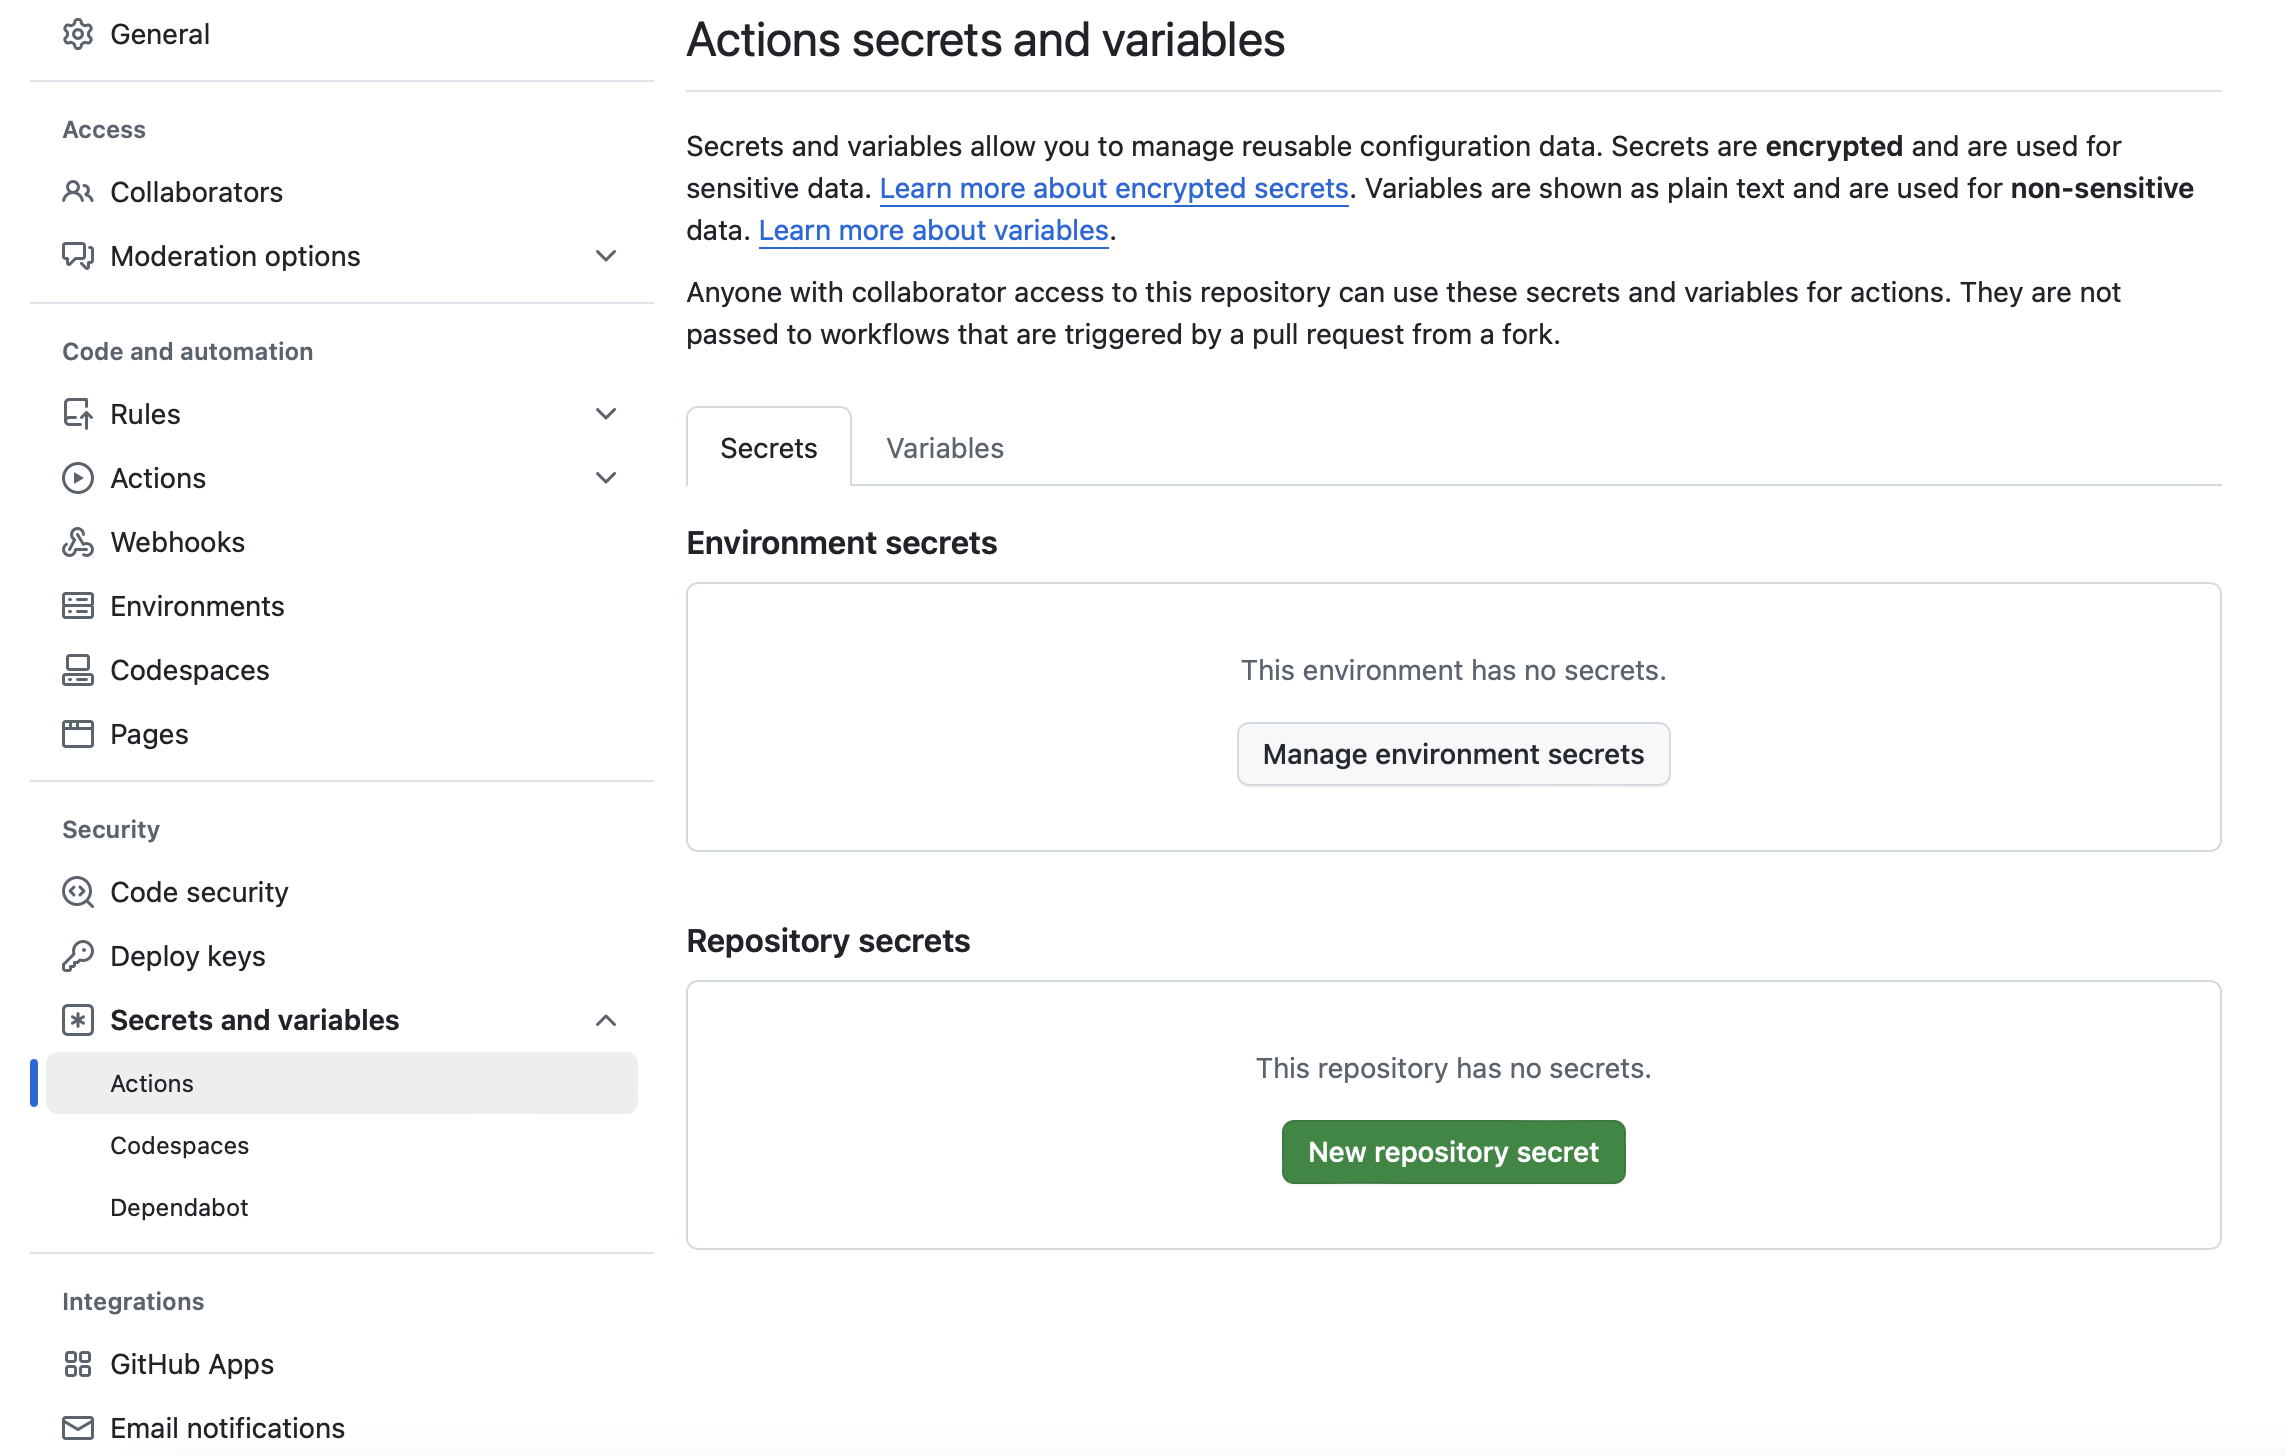 General
Access
Collaborators
Moderation options
Code and automation
Rules
Actions
Webhooks
Environments
Codespaces
Pages
Security
Code security
Deploy keys
Secrets and variables
Actions
Codespaces
Dependabot
Integrations
GitHub Apps
Email notifications
Actions secrets and variables
Secrets and variables allow you to manage reusable configuration data. Secrets are encrypted and are used for
sensitive data. Learn more about encrypted secrets. Variables are shown as plain text and are used for non-sensitive
data. Learn more about variables.
Anyone with collaborator access to this repository can use these secrets and variables for actions. They are not
passed to workflows that are triggered by a pull request from a fork.
Secrets Variables
Environment secrets
This environment has no secrets.
Manage environment secrets
Repository secrets
This repository has no secrets.
New repository secret